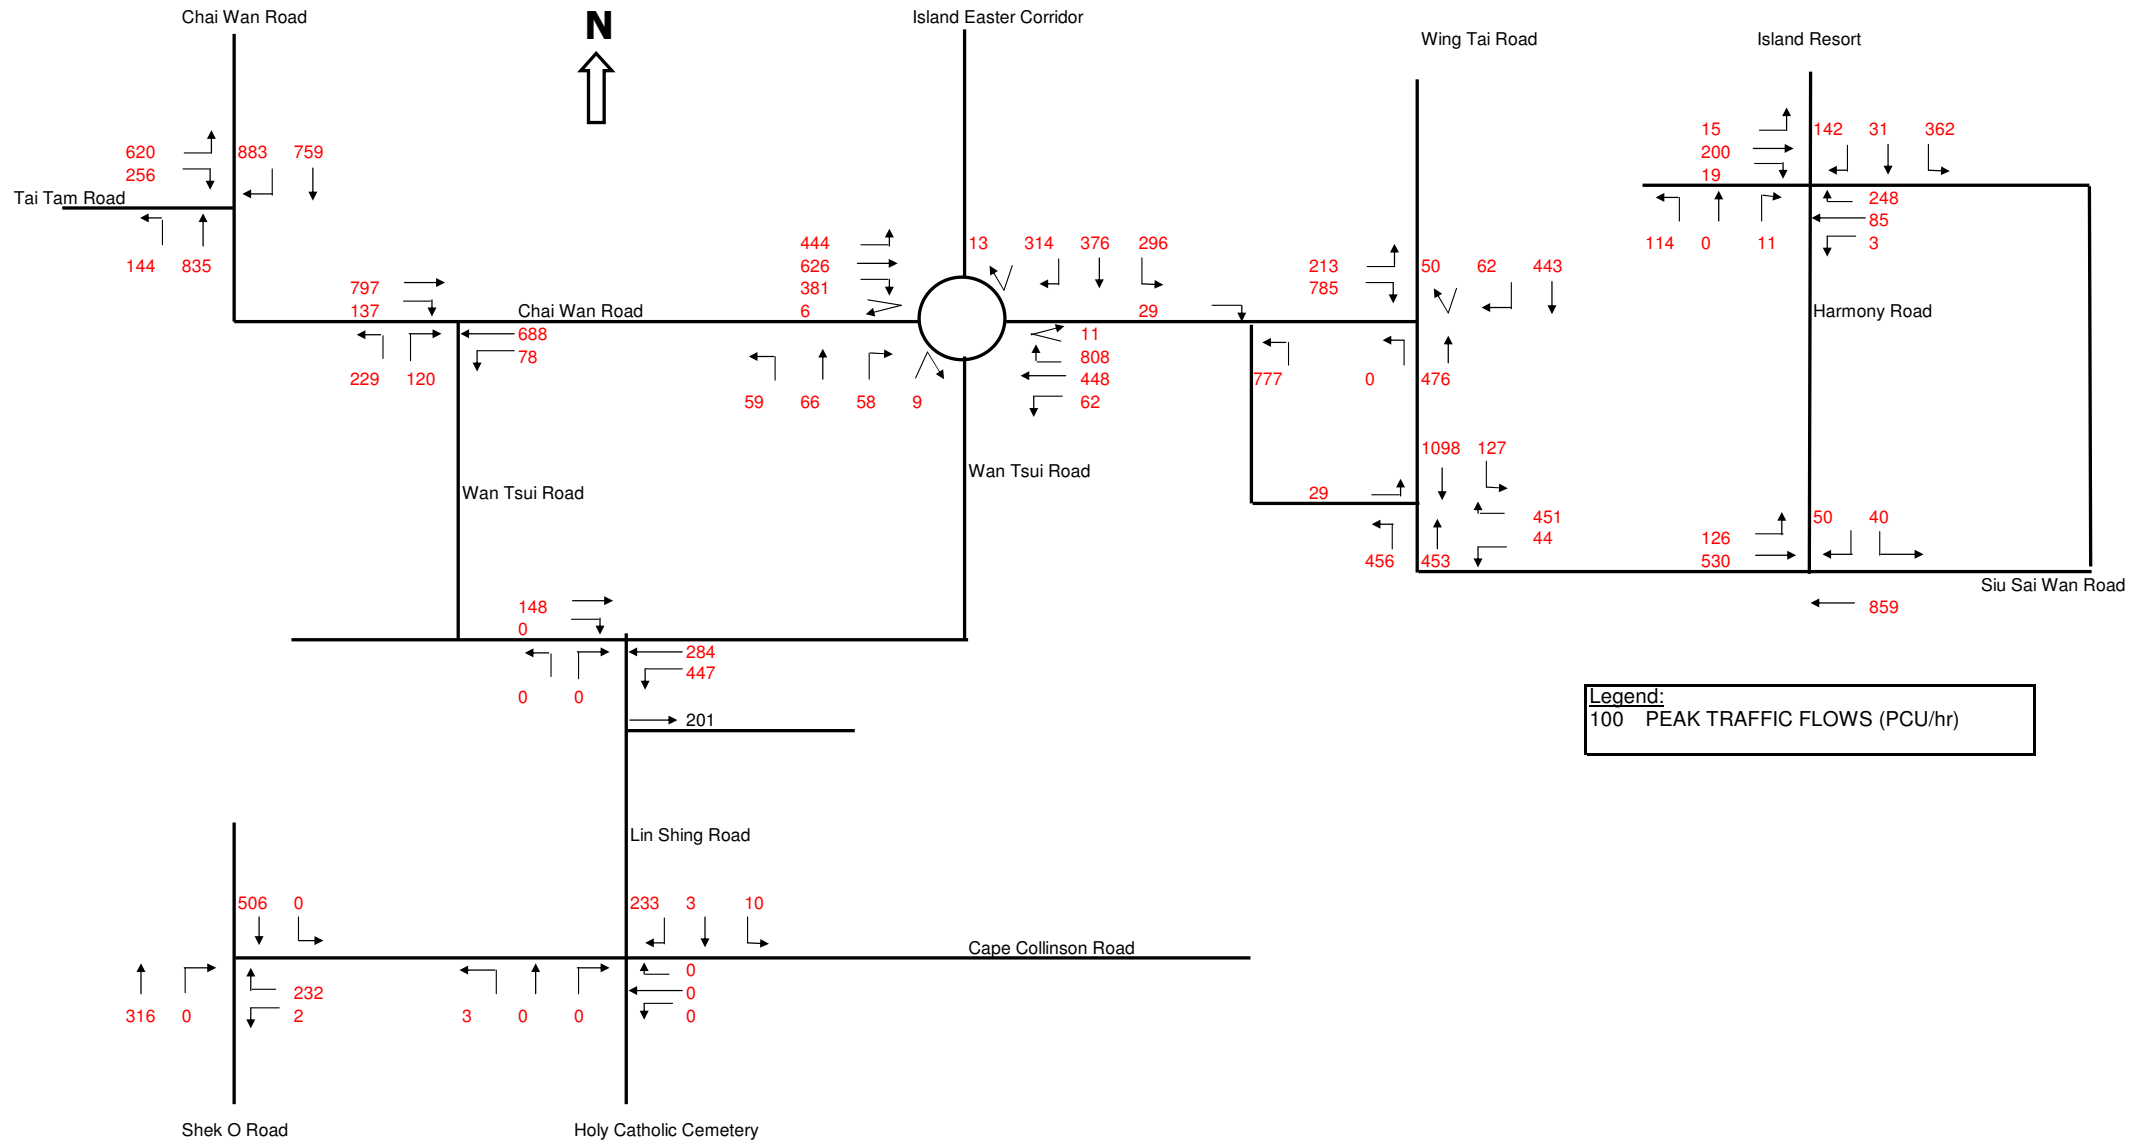 Chai Wan Road
N
Island Easter Corridor
Wing Tai Road
Island Resort
15 142 31 362
200
19
620 883 759
256
Tai Tam Road
248
85
3
114 0 11
144 835
444 13 314 376 296
626
381
6
213 50 62 443
785
797
137
Chai Wan Road
29
Harmony Road
688
78
11
808
448
62
229 120
59 66 58 9
777 0 476
1098 127
Wan Tsui Road
Wan Tsui Road
29
451
44
456 453
126 50 40
530
Siu Sai Wan Road
859
148
0
284
447
0 0
201
Legend:
100 PEAK TRAFFIC FLOWS (PCU/hr)
Lin Shing Road
506 0
233 3 10
Cape Collinson Road
0
0
0
232
2
316 0
3 0 0
Shek O Road
Holy Catholic Cemetery